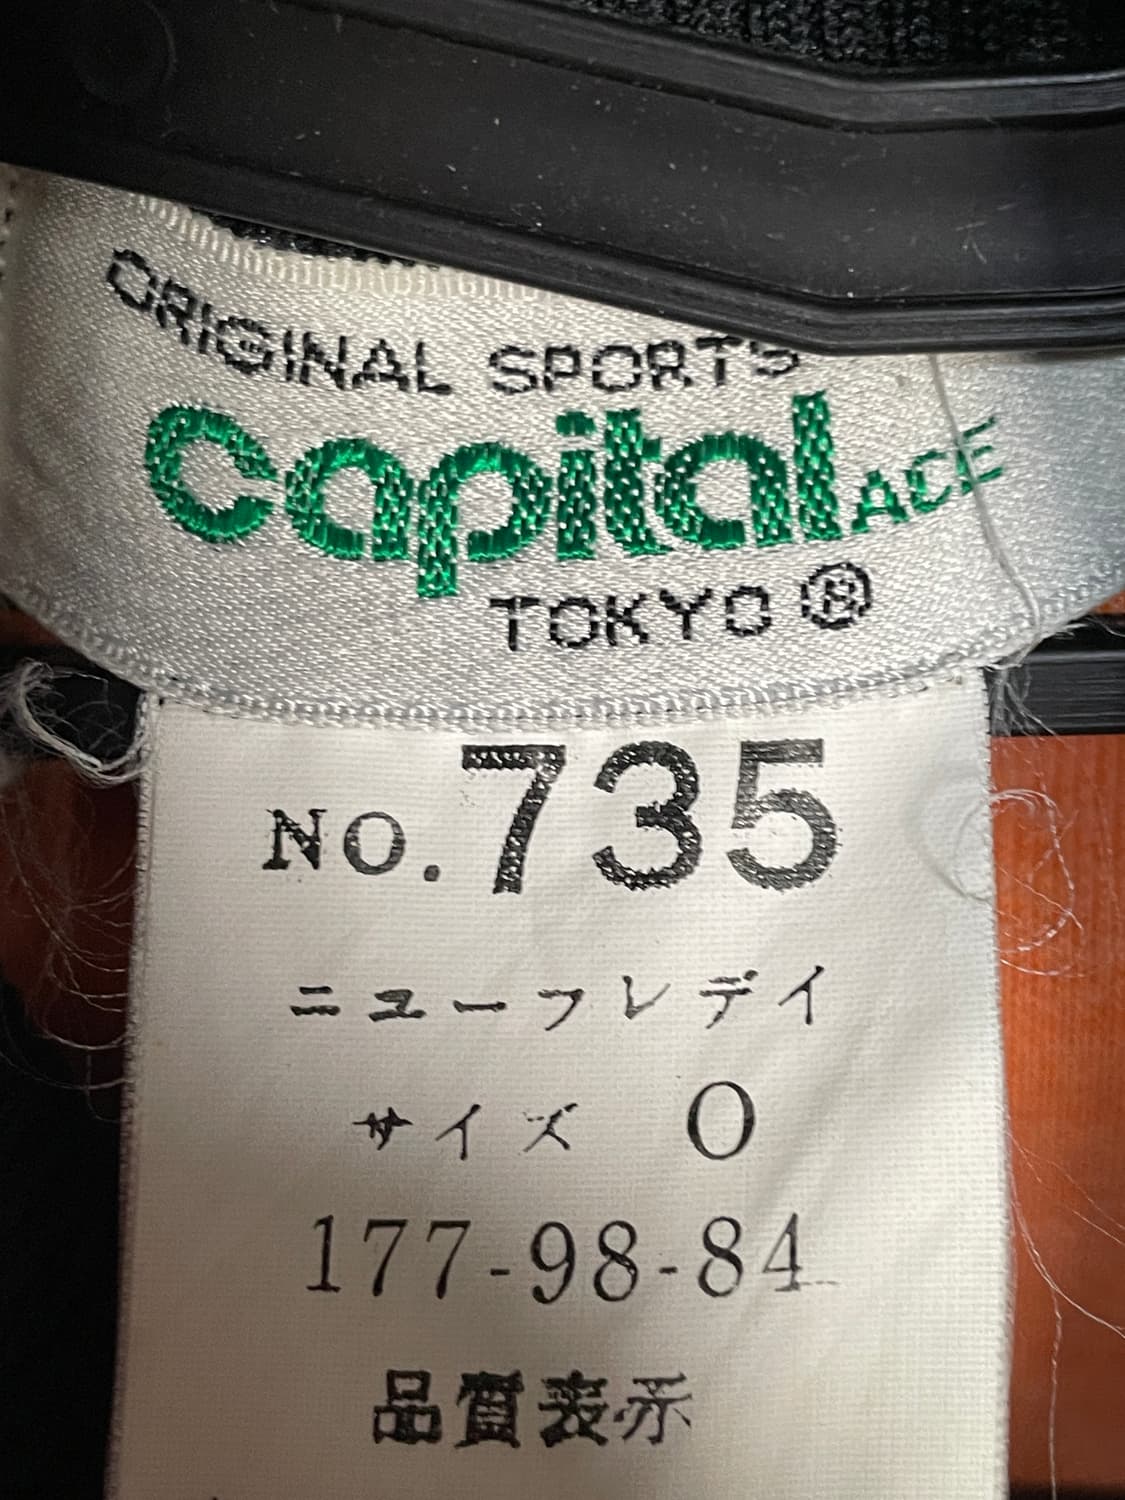 ORIGINAL SPORTS
capital ACE
TOKYO ®
NO. 735
ニューフレディ
サイズ O
177-98-84
品質表示